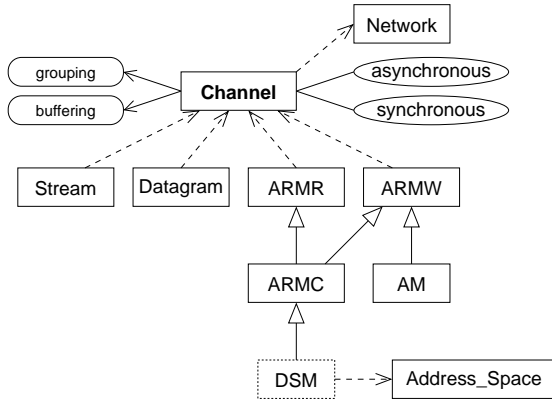 Network
grouping
asynchronous
Channel
buffering
synchronous
Stream
Datagram
ARMR
ARMW
ARMC
AM
DSM
Address_Space